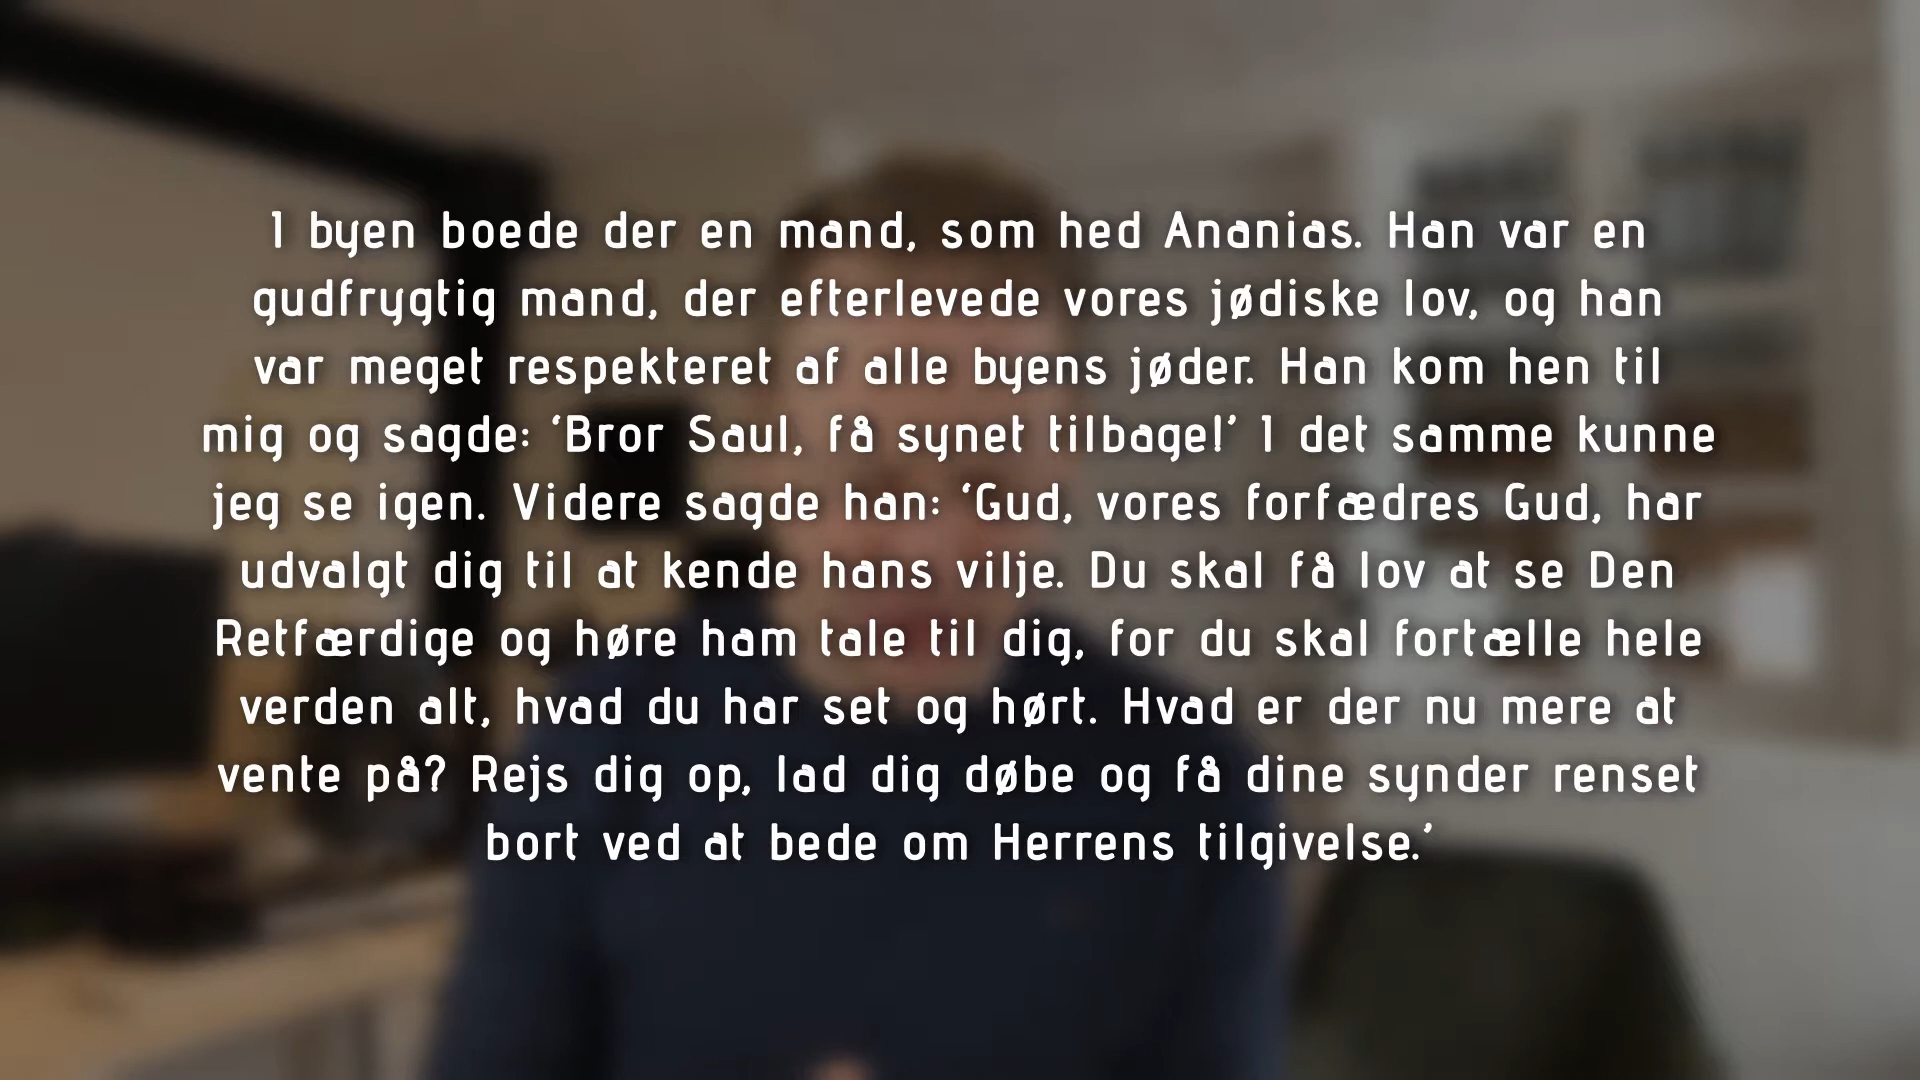 I byen boede der en mand, som hed Ananias. Han var en
gudfrygtig mand, der efterlevede vores jødiske lov, og han
var meget respekteret af alle byens jøder. Han kom hen til
mig og sagde: ‘Bror Saul, få synet tilbage!’ I det samme kunne
jeg se igen. Videre sagde han: ‘Gud, vores forfædres Gud, har
udvalgt dig til at kende hans vilje. Du skal få lov at se Den
Retfærdige og høre ham tale til dig, for du skal fortælle hele
verden alt, hvad du har set og hørt. Hvad er der nu mere at
vente på? Rejs dig op, lad dig døbe og få dine synder renset
bort ved at bede om Herrens tilgivelse.’